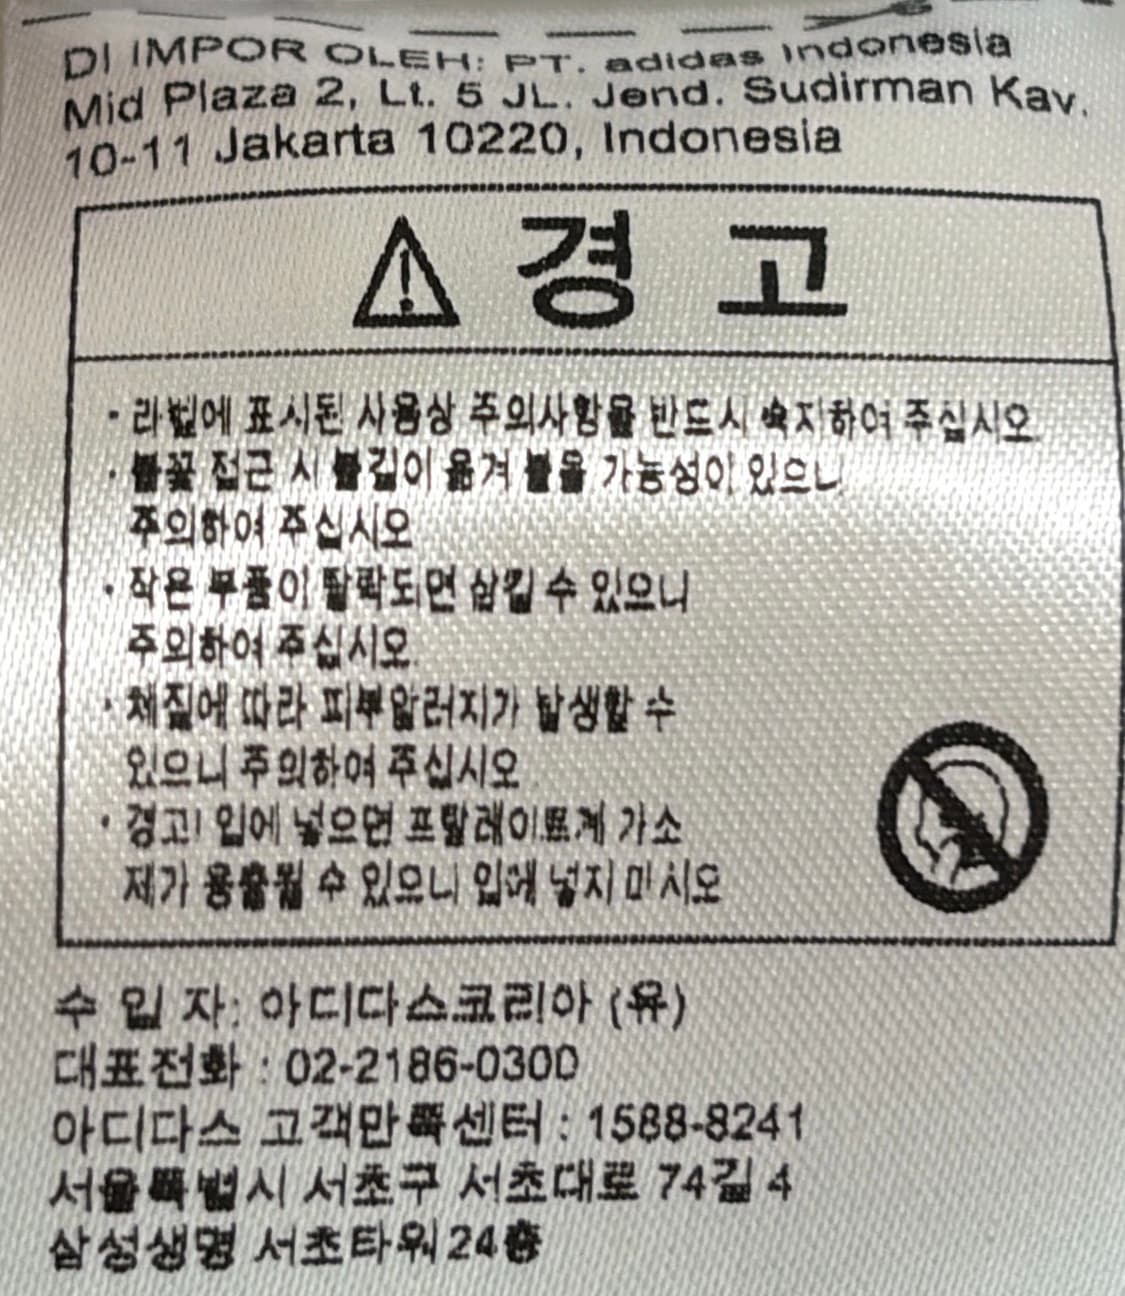 DI IMPOR OLEH: PT. adidas Indonesia
Mid Plaza 2, Lt. 5 JL. Jend. Sudirman Kav.
10-11 Jakarta 10220, Indonesia
경 고
· 라벨에 표시된 사용상 주의사항을 반드시 숙지하여 주십시오
· 불꽃 접근 시 불길이 옮겨 붙을 가능성이 있으니
주의하여 주십시오
· 작은 부품이 탈락되면 삼킬 수 있으니
주의하여 주십시오
· 체질에 따라 피부알러지가 발생할 수
있으니 주의하여 주십시오
· 경고! 입에 넣으면 프탈레이트계 가소
제가 용출될 수 있으니 입에 넣지 마시오
수 입 자: 아디다스코리아 (유)
대표전화 : 02-2186-0300
아디다스 고객만족센터 : 1588-8241
서울특별시 서초구 서초대로 74길 4
삼성생명 서초타워 24층